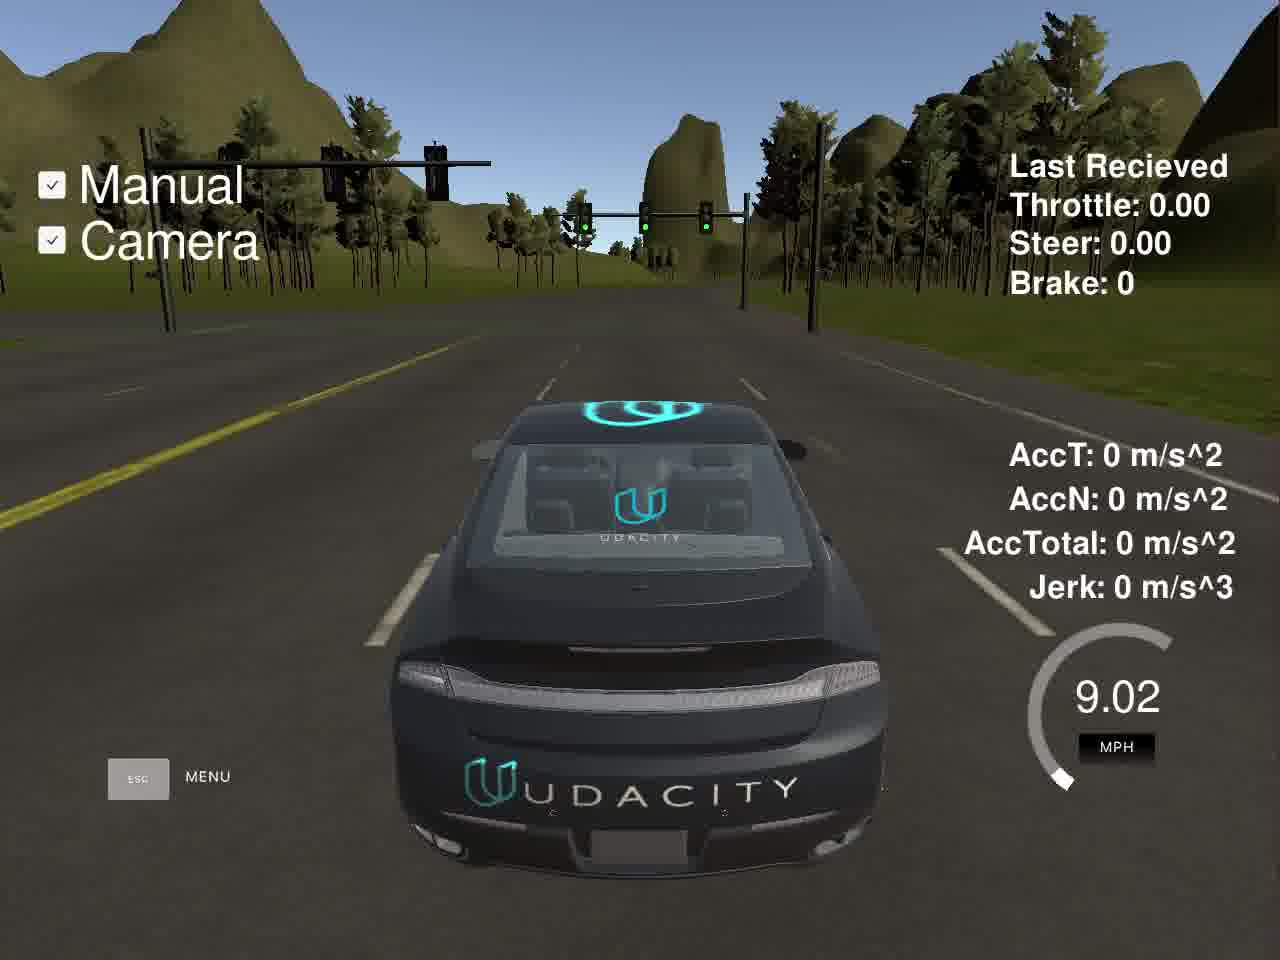 Manual
Camera
Last Recieved
Throttle: 0.00
Steer: 0.00
Brake: 0
AccT: 0 m/s^2
AccN: 0 m/s^2
AccTotal: 0 m/s^2
Jerk: 0 m/s^3
9.02
MPH
ESC
MENU
UDACITY
UDACITY